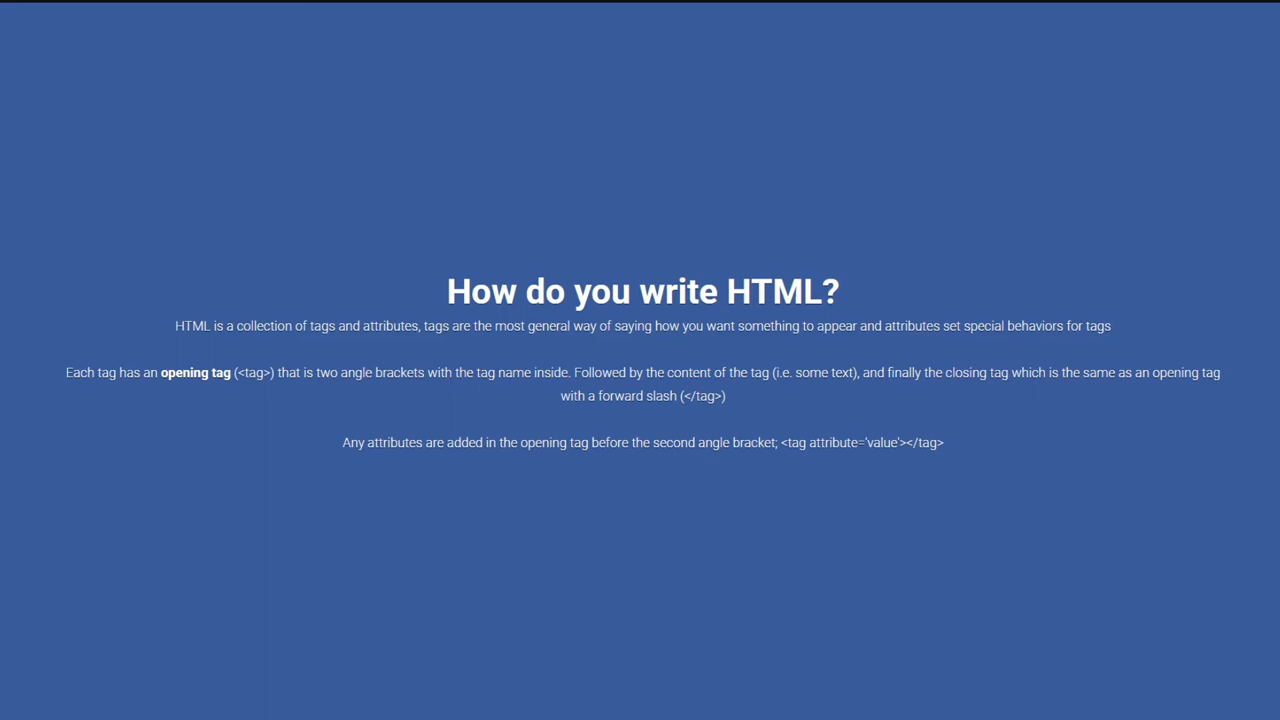 How do you write HTML?
HTML is a collection of tags and attributes, tags are the most general way of saying how you want something to appear and attributes set special behaviors for tags
Each tag has an opening tag (<tag>) that is two angle brackets with the tag name inside. Followed by the content of the tag (i.e. some text), and finally the closing tag which is the same as an opening tag
with a forward slash (</tag>)
Any attributes are added in the opening tag before the second angle bracket; <tag attribute='value'></tag>